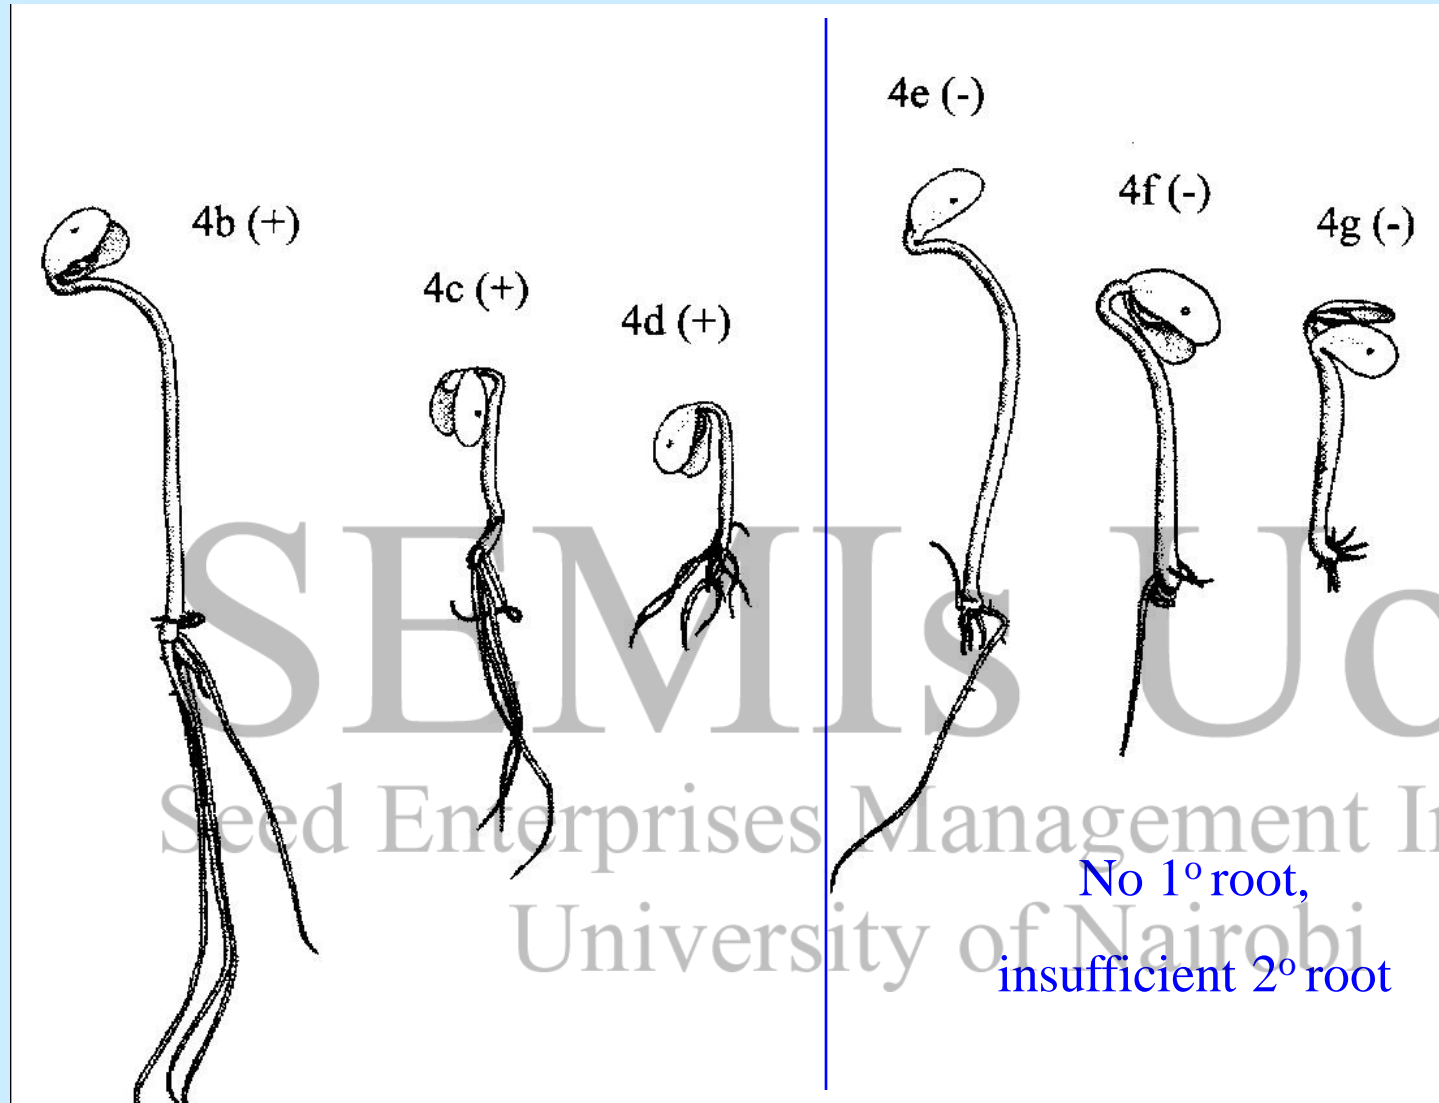 4e (-)
4f (-)
4b (+)
4g (-)
4c (+)
4d (+)
SEMIs Uo
Seed Enterprises Management In
No 1º root,
University of Nairobi
insufficient 2º root